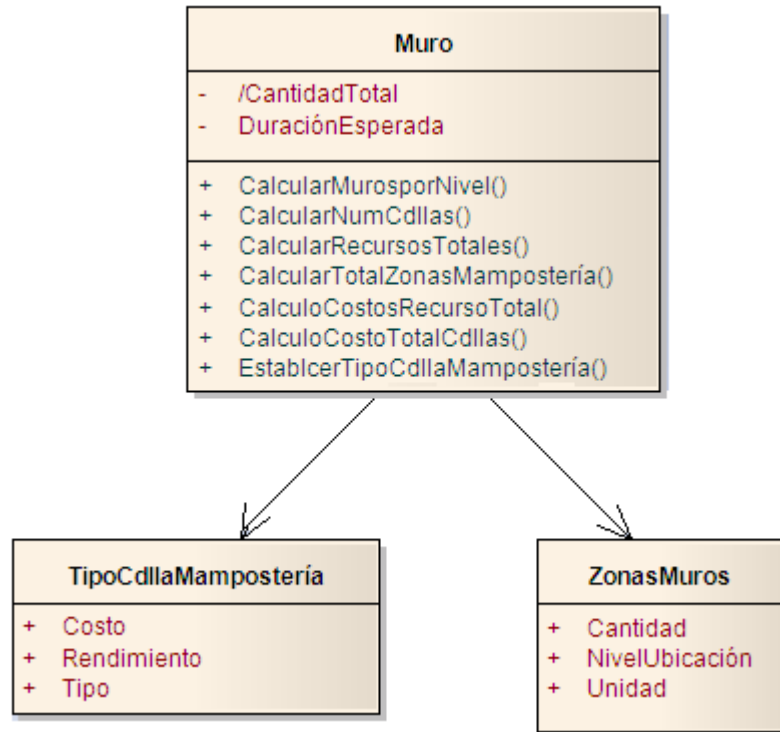 Muro
- /CantidadTotal
- DuraciónEsperada
+ CalcularMurosporNivel()
+ CalcularNumCdllas()
+ CalcularRecursosTotales()
+ CalcularTotalZonasMampostería()
+ CalculoCostosRecursoTotal()
+ CalculoCostoTotalCdllas()
+ EstablcerTipoCdllaMampostería()
TipoCdllaMampostería
+ Costo
+ Rendimiento
+ Tipo
ZonasMuros
+ Cantidad
+ NivelUbicación
+ Unidad